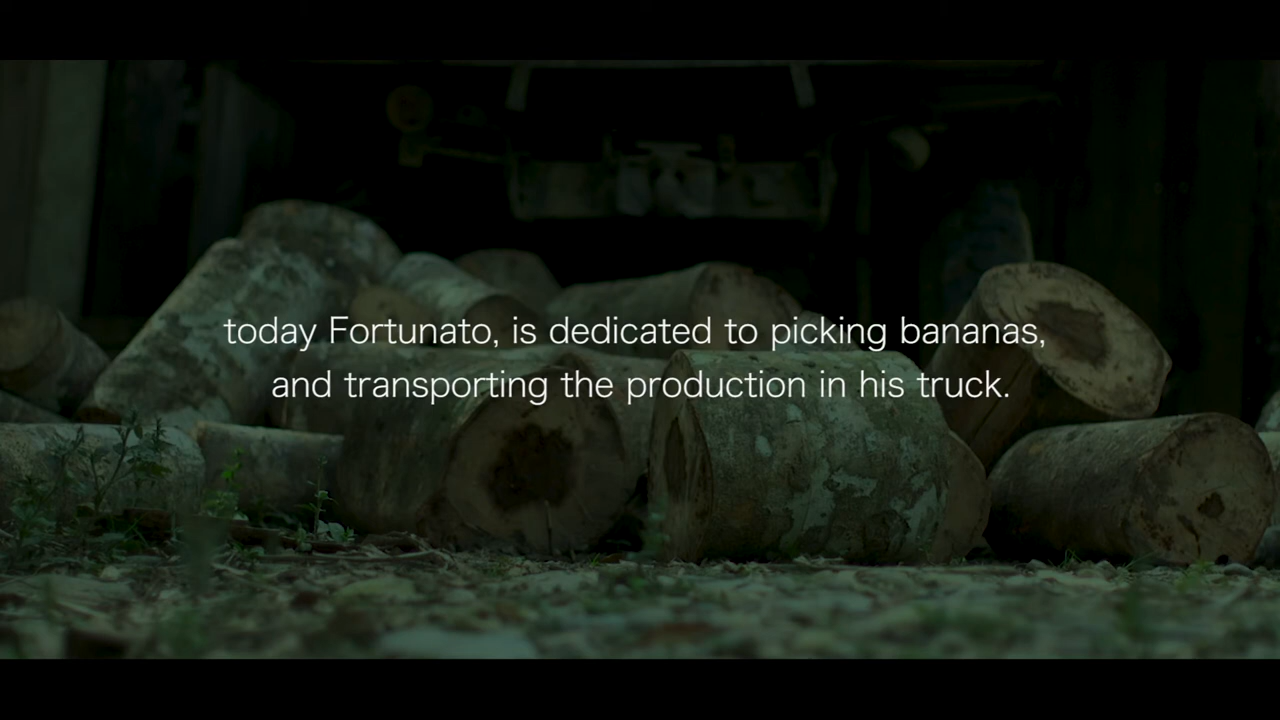 today Fortunato, is dedicated to picking bananas,
and transporting the production in his truck.